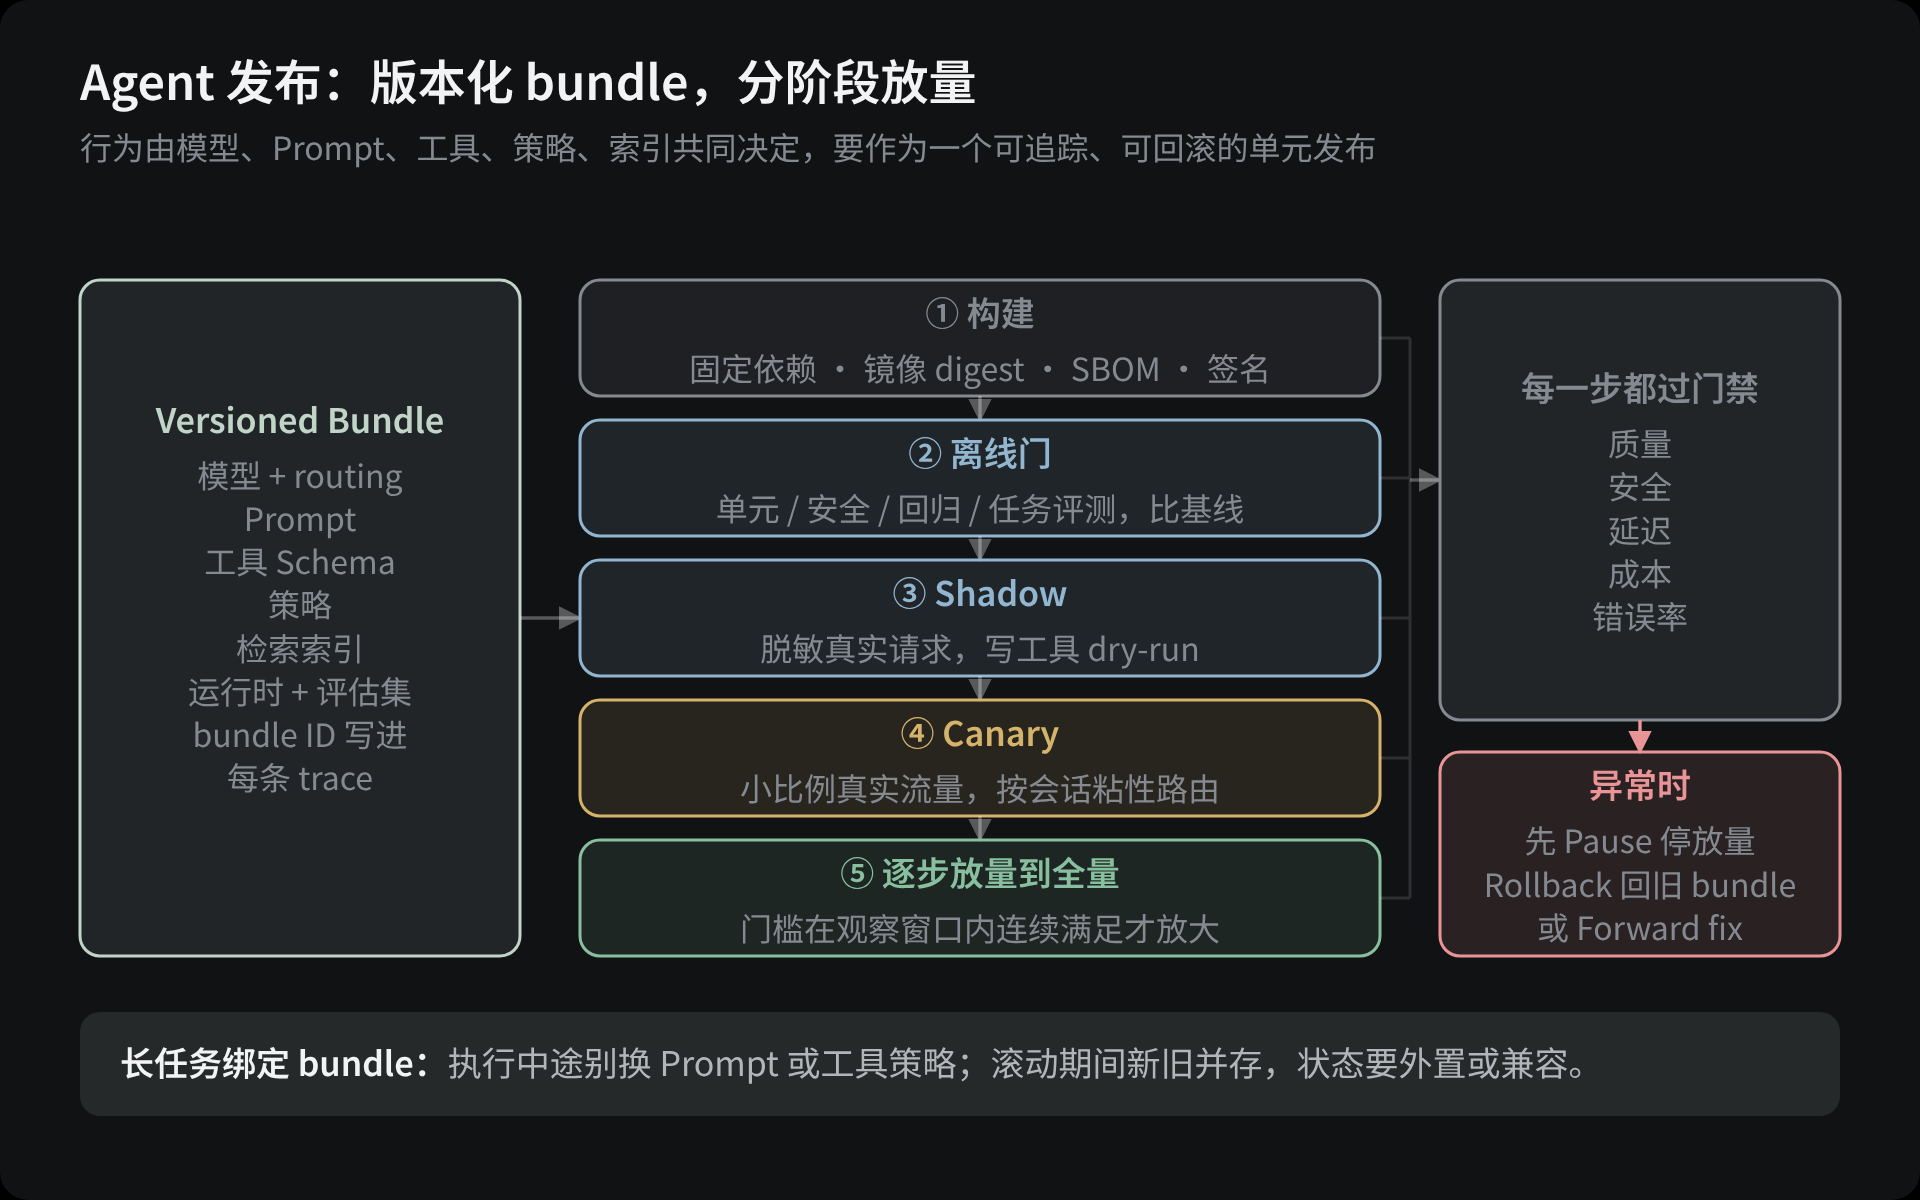 Agent 发布：版本化 bundle，分阶段放量
行为由模型、Prompt、工具、策略、索引共同决定，要作为一个可追踪、可回滚的单元发布
Versioned Bundle
模型 + routing
Prompt
工具 Schema
策略
检索索引
运行时 + 评估集
bundle ID 写进
每条 trace
① 构建
固定依赖 · 镜像 digest · SBOM · 签名
② 离线门
单元 / 安全 / 回归 / 任务评测，比基线
③ Shadow
脱敏真实请求，写工具 dry-run
④ Canary
小比例真实流量，按会话粘性路由
⑤ 逐步放量到全量
门槛在观察窗口内连续满足才放大
每一步都过门禁
质量
安全
延迟
成本
错误率
异常时
先 Pause 停放量
Rollback 回旧 bundle
或 Forward fix
长任务绑定 bundle：执行中途别换 Prompt 或工具策略；滚动期间新旧并存，状态要外置或兼容。